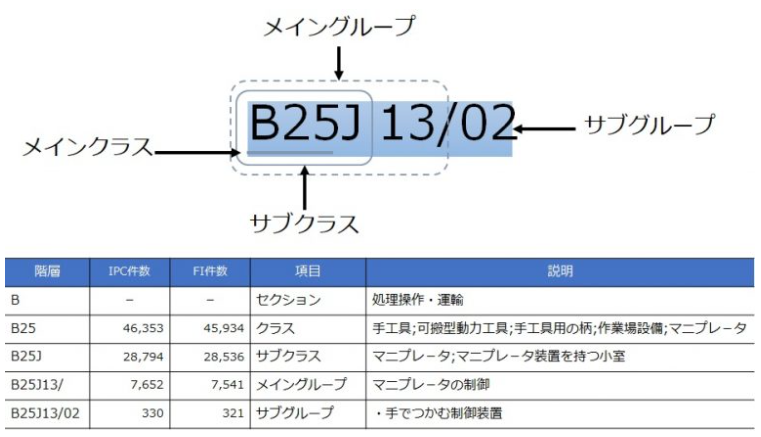 メイングループ
B25J 13/02
サブグループ
メインクラス
サブクラス
階層 IPC件数 FI件数 項目 説明
B － － セクション 処理操作・運輸
B25 46,353 45,934 クラス 手工具;可搬型動力工具;手工具用の柄;作業場設備;マニプレ－タ
B25J 28,794 28,536 サブクラス マニプレ－タ;マニプレ－タ装置を持つ小室
B25J13/ 7,652 7,541 メイングループ マニプレ－タの制御
B25J13/02 330 321 サブグループ ・手でつかむ制御装置